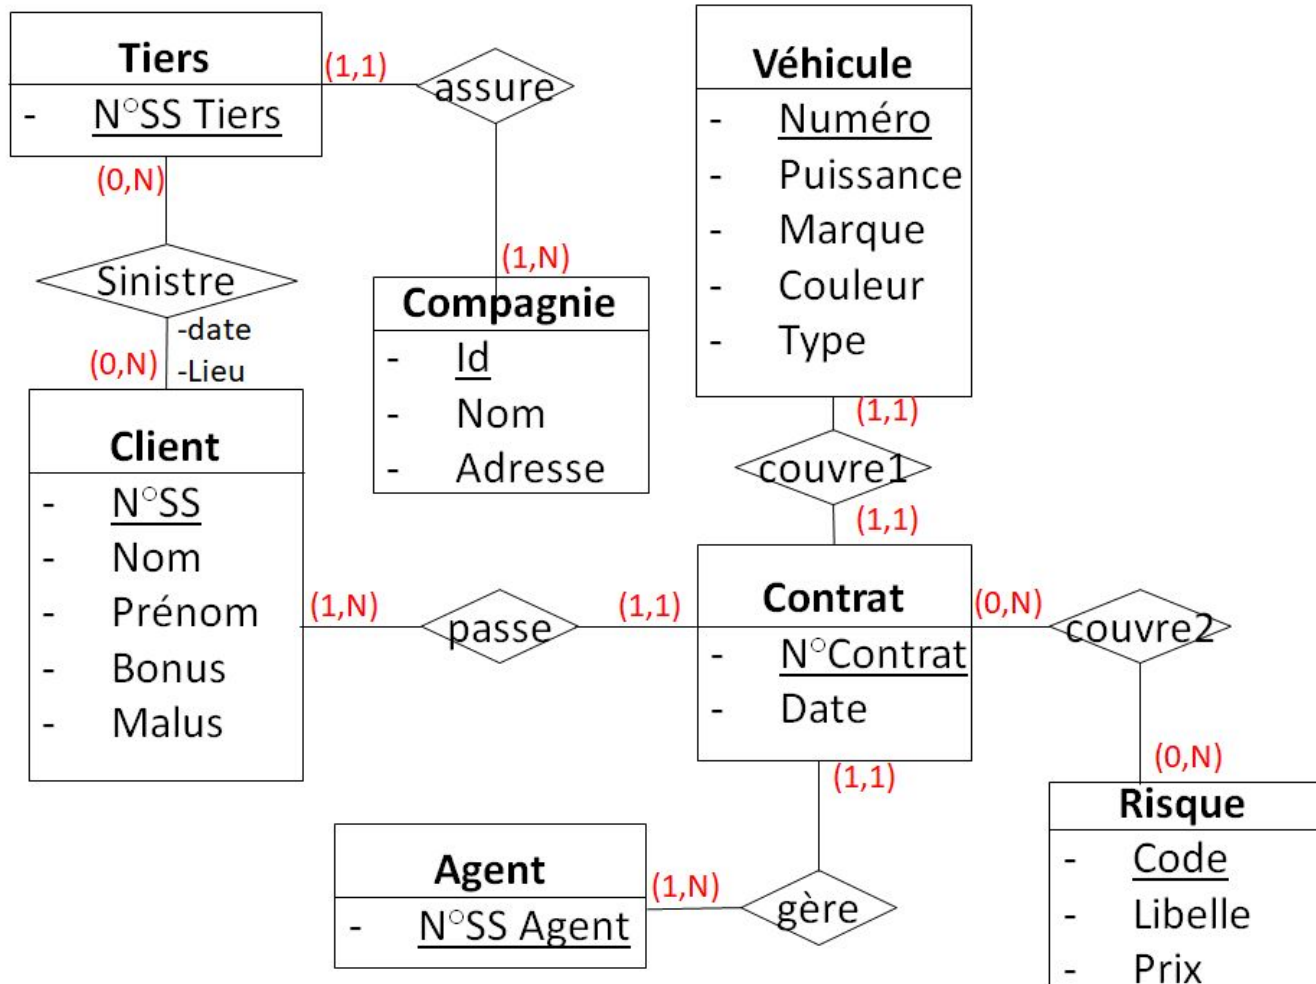 Tiers
- N°SS Tiers
(1,1)
assure
(0,N)
Sinistre
-date
-Lieu
(0,N)
(1,N)
Compagnie
- Id
- Nom
- Adresse
Véhicule
- Numéro
- Puissance
- Marque
- Couleur
- Type
(1,1)
couvre1
(1,1)
Client
- N°SS
- Nom
- Prénom
- Bonus
- Malus
(1,N)
passe
(1,1)
Contrat
- N°Contrat
- Date
(0,N)
couvre2
(0,N)
Risque
- Code
- Libelle
- Prix
(1,1)
gère
(1,N)
Agent
- N°SS Agent